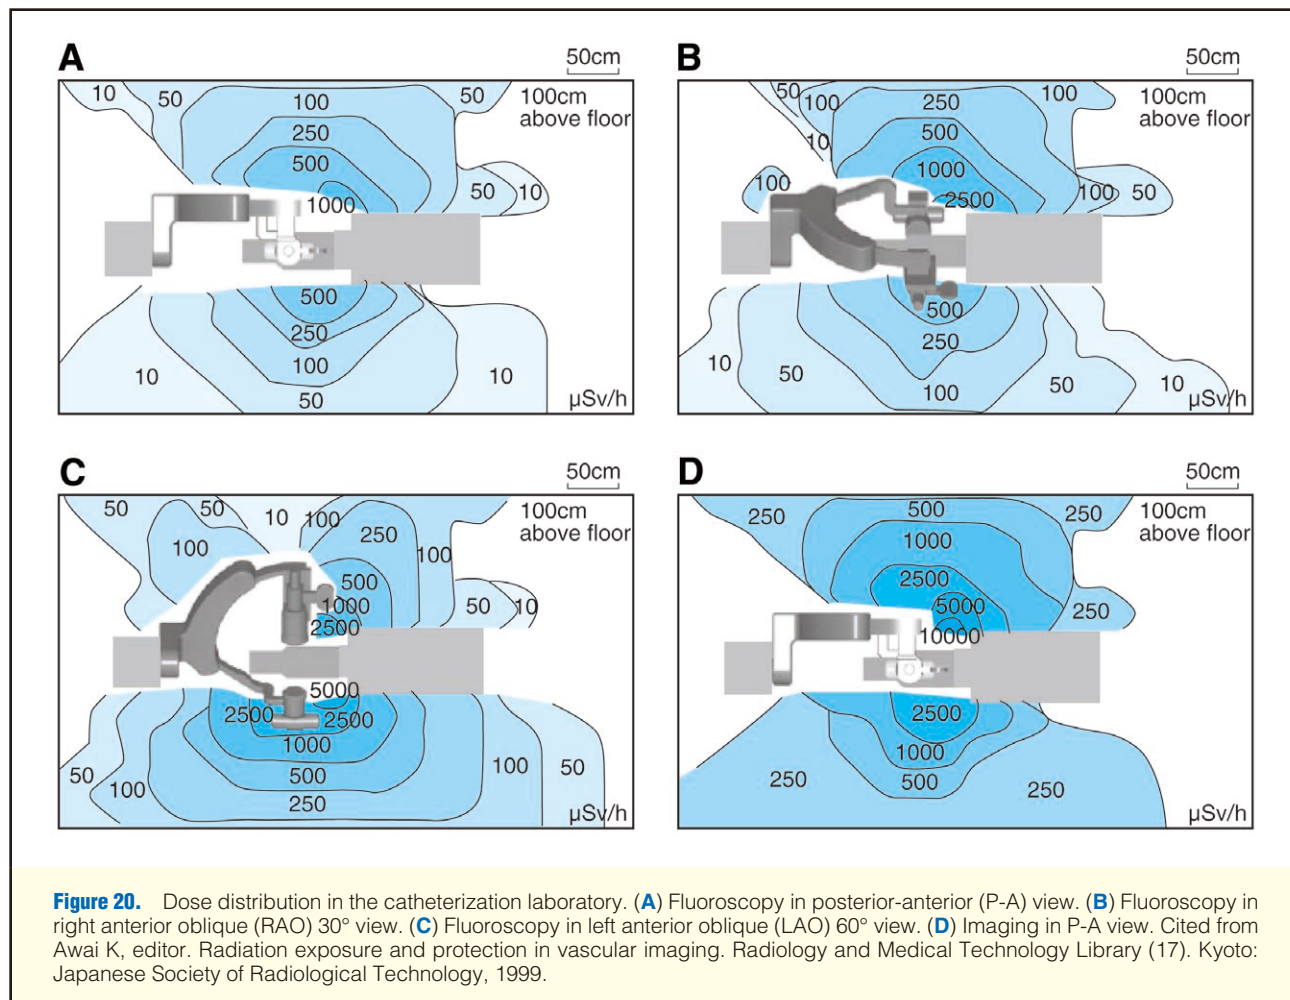 A
50cm
10
50
100
50
100cm
above floor
250
500
1000
50
10
500
250
100
50
10
10
µSv/h
B
50cm
50
100
250
100
100cm
above floor
10
500
1000
2500
100
100
50
500
250
100
10
50
50
10
µSv/h
C
50cm
50
50
10
100
250
100cm
above floor
100
100
500
1000
2500
50
10
5000
2500
2500
1000
500
250
50
100
100
50
µSv/h
D
50cm
250
500
250
100cm
above floor
1000
2500
5000
10000
250
2500
1000
500
250
250
µSv/h
Figure 20. Dose distribution in the catheterization laboratory. (A) Fluoroscopy in posterior-anterior (P-A) view. (B) Fluoroscopy in
right anterior oblique (RAO) 30° view. (C) Fluoroscopy in left anterior oblique (LAO) 60° view. (D) Imaging in P-A view. Cited from
Awai K, editor. Radiation exposure and protection in vascular imaging. Radiology and Medical Technology Library (17). Kyoto:
Japanese Society of Radiological Technology, 1999.